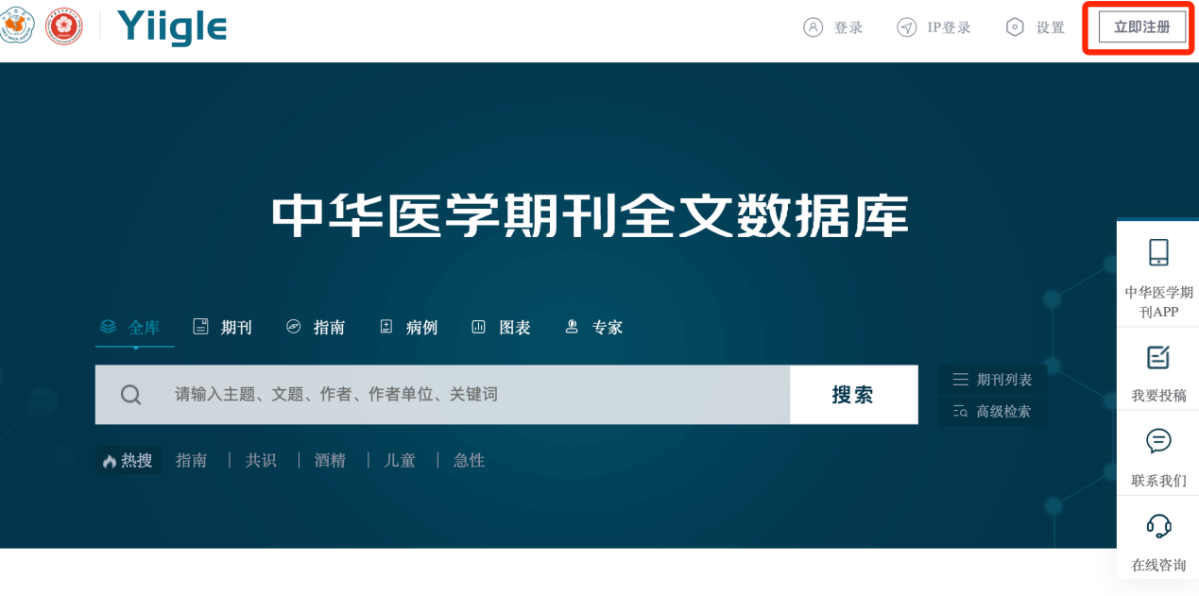 Yiigle
登录
IP登录
设置
立即注册
中华医学期刊全文数据库
全库
期刊
指南
病例
图表
专家
请输入主题、文题、作者、作者单位、关键词
搜索
期刊列表
高级检索
热搜 指南 | 共识 | 酒精 | 儿童 | 急性
中华医学期
刊APP
我要投稿
联系我们
在线咨询